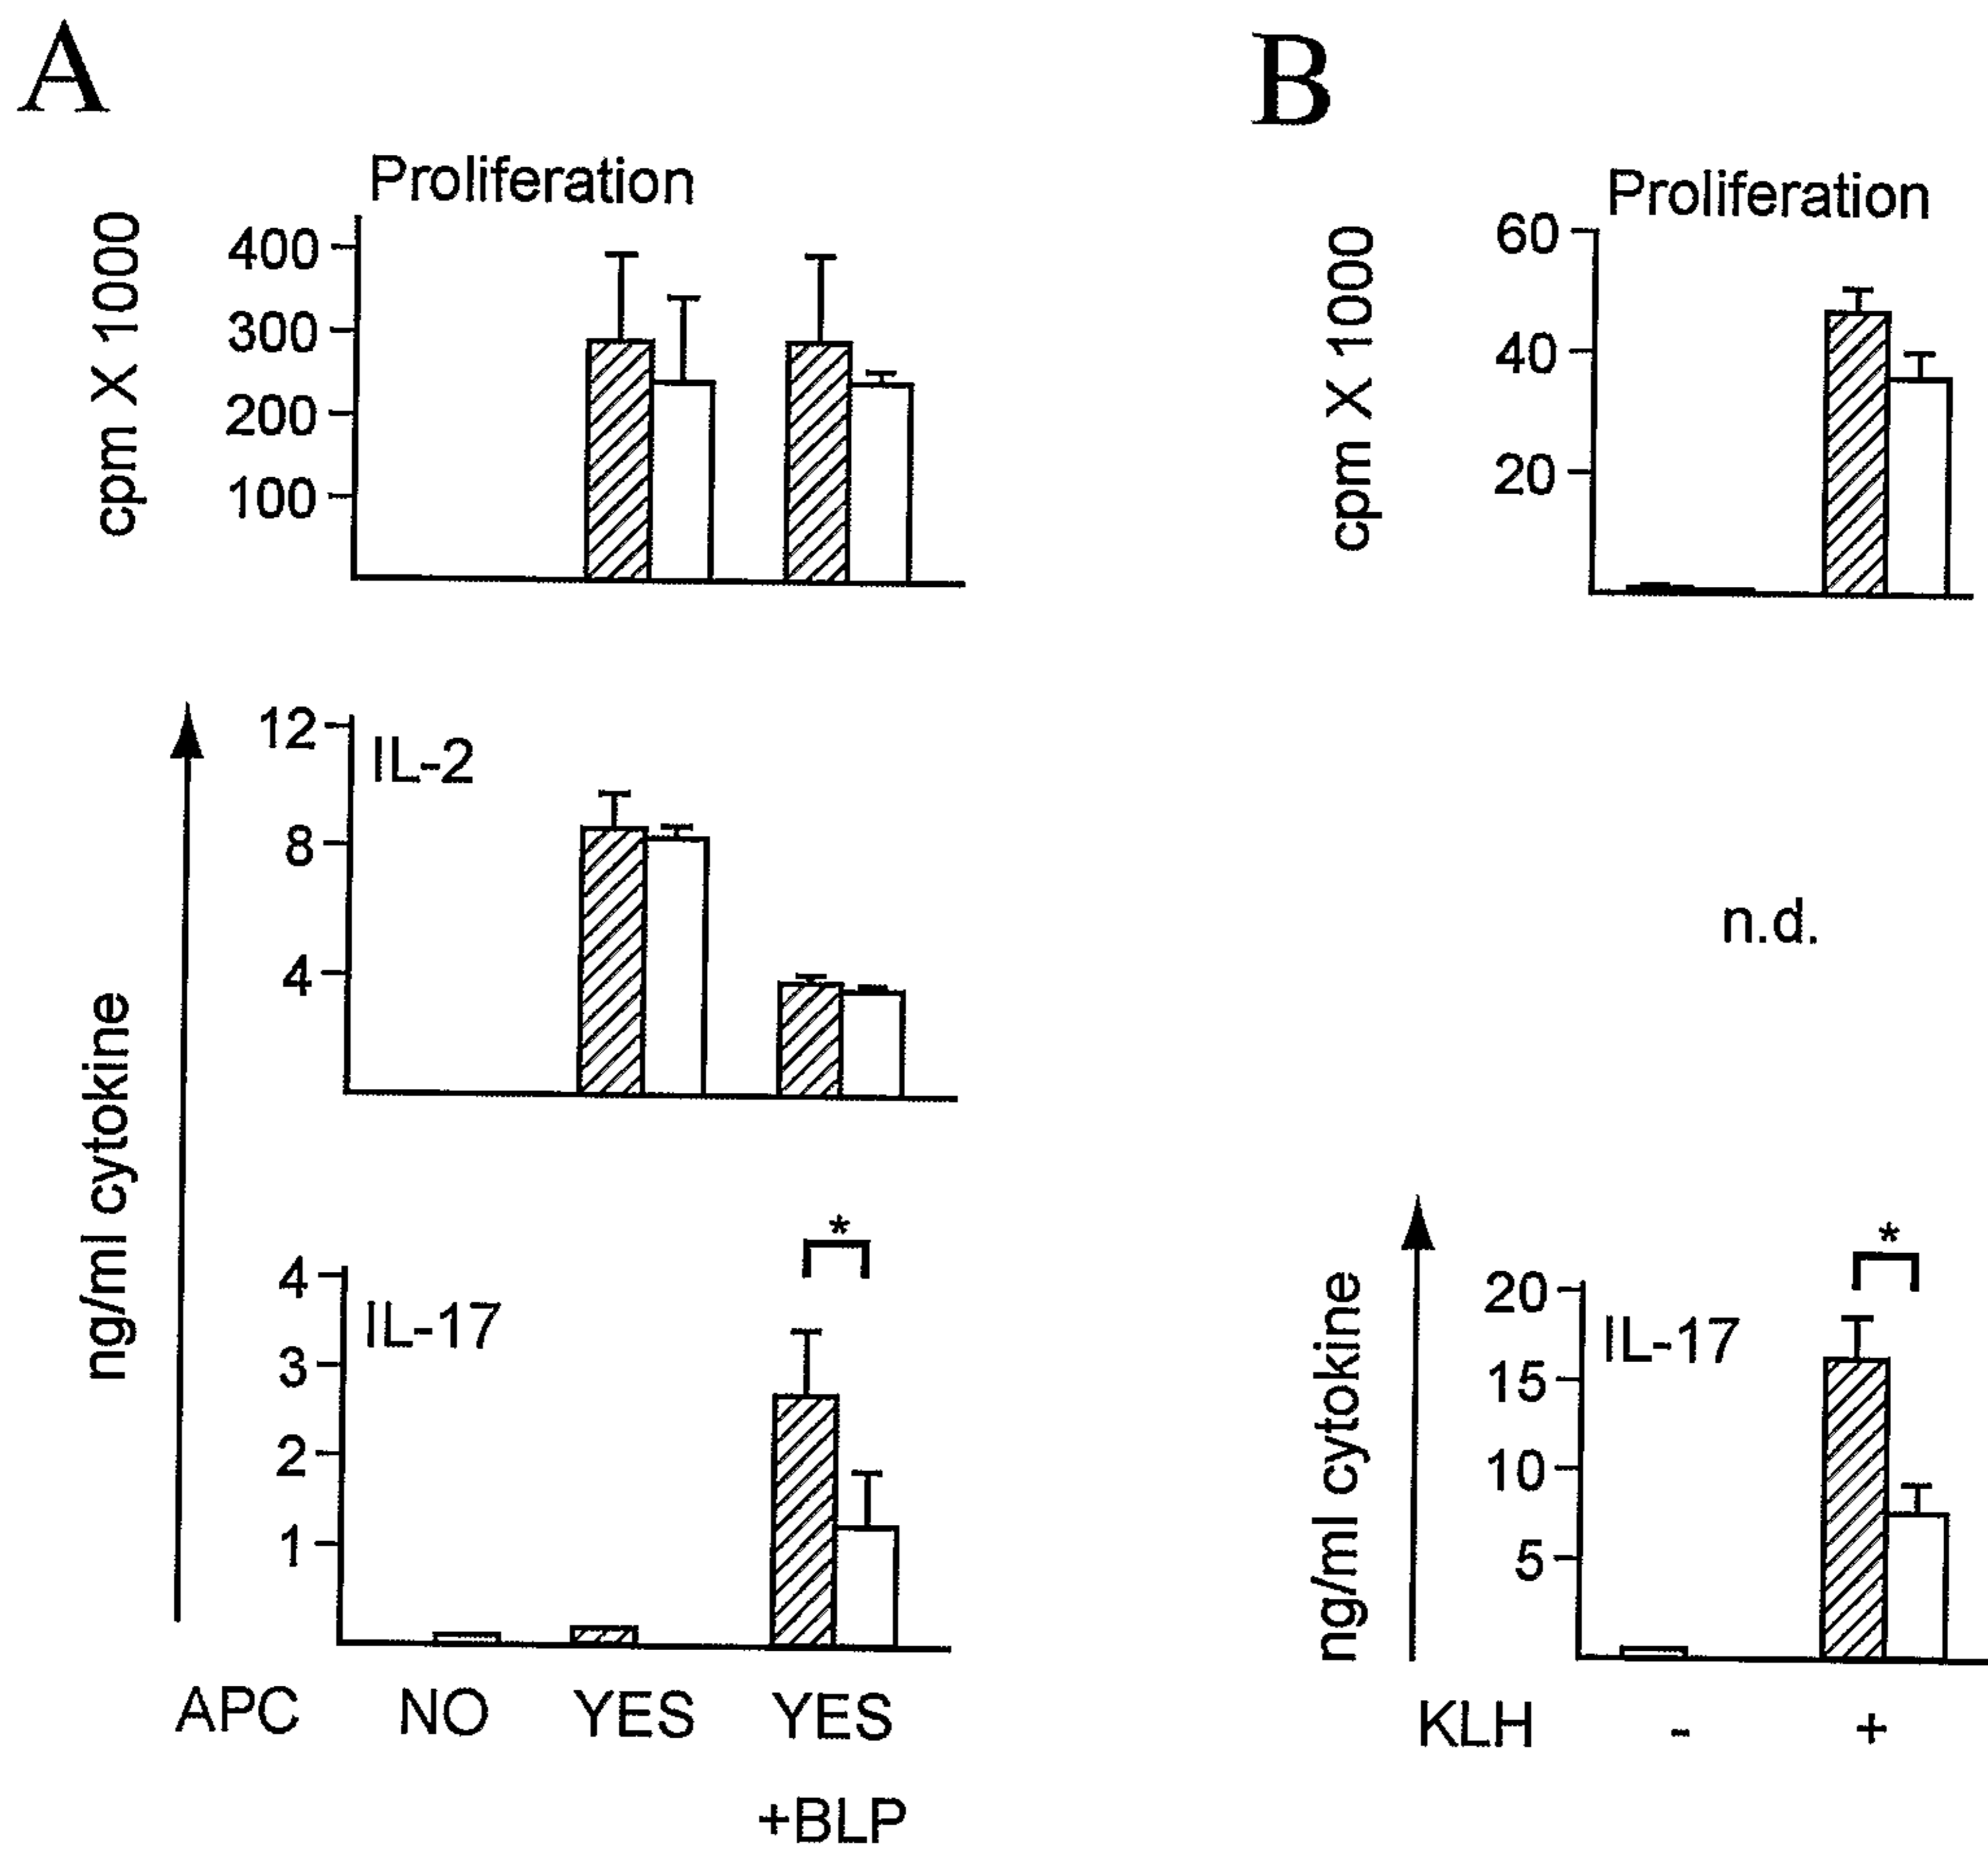 A
Proliferation
cpm X 1000
400
300
200
100
ng/ml cytokine
12
8
4
IL-2
*
4
3
2
1
IL-17
APC NO YES YES
+BLP
B
Proliferation
cpm X 1000
60
40
20
n.d.
ng/ml cytokine
*
20
15
10
5
IL-17
KLH - +